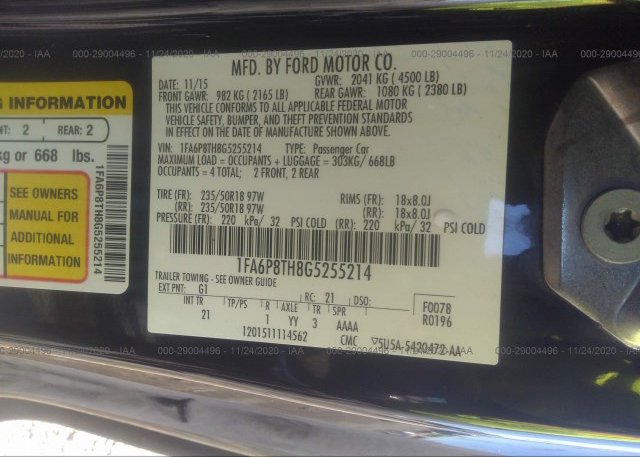 000-29004496 - 11/24/2020 - IAA
G INFORMATION
NT: 2 REAR: 2
kg or 668 lbs.
SEE OWNERS
MANUAL FOR
ADDITIONAL
INFORMATION
1FA6P8TH8G5255214
MFD. BY FORD MOTOR CO.
11/15 GVWR: 2041 KG ( 4500 LB)
FRONT GAWR: 982 KG ( 2165 LB) REAR GAWR: 1080 KG ( 2380 LB)
THIS VEHICLE CONFORMS TO ALL APPLICABLE FEDERAL MOTOR
VEHICLE SAFETY, BUMPER, AND THEFT PREVENTION STANDARDS
IN EFFECT ON THE DATE OF MANUFACTURE SHOWN ABOVE.
VIN: 1FA6P8TH8G5255214 TYPE: Passenger Car
MAXIMUM LOAD = OCCUPANTS + LUGGAGE = 303KG/668LB
OCCUPANTS = 4 TOTAL; 2 FRONT, 2 REAR
TIRE (FR): 235/50R18 97W RIMS (FR): 18x8.0J
(RR): 235/50R18 97W (RR): 18x8.0J
PRESSURE (FR): 220 kPa/ 32 PSI COLD (RR): 220 kPa/ 32 PSI COLD
1FA6P8TH8G5255214
TRAILER TOWING - SEE OWNER GUIDE
EXT PNT: G1 RC: 21 DSO:
INT TR TP/PS R AXLE TR SPR F0078
21 1 YY 3 AAAA R0196
1201511114562 CMC 5U5A-5420472-AA
000-29004496 - 11/24/2020 - IAA